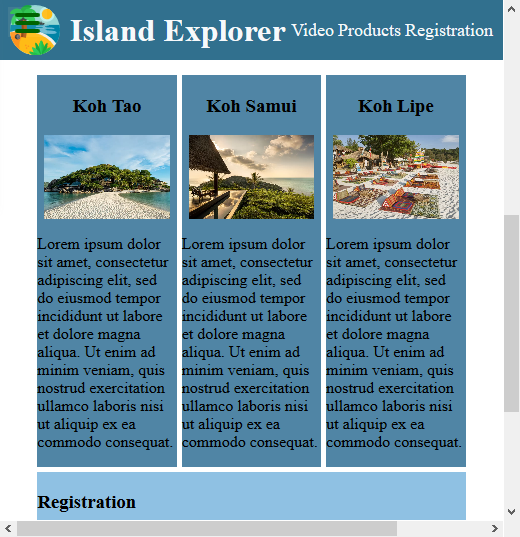 Island Explorer Video Products Registration
Koh Tao
Lorem ipsum dolor
sit amet, consectetur
adipiscing elit, sed
do eiusmod tempor
incididunt ut labore
et dolore magna
aliqua. Ut enim ad
minim veniam, quis
nostrud exercitation
ullamco laboris nisi
ut aliquip ex ea
commodo consequat.
Koh Samui
Lorem ipsum dolor
sit amet, consectetur
adipiscing elit, sed
do eiusmod tempor
incididunt ut labore
et dolore magna
aliqua. Ut enim ad
minim veniam, quis
nostrud exercitation
ullamco laboris nisi
ut aliquip ex ea
commodo consequat.
Koh Lipe
Lorem ipsum dolor
sit amet, consectetur
adipiscing elit, sed
do eiusmod tempor
incididunt ut labore
et dolore magna
aliqua. Ut enim ad
minim veniam, quis
nostrud exercitation
ullamco laboris nisi
ut aliquip ex ea
commodo consequat.
Registration